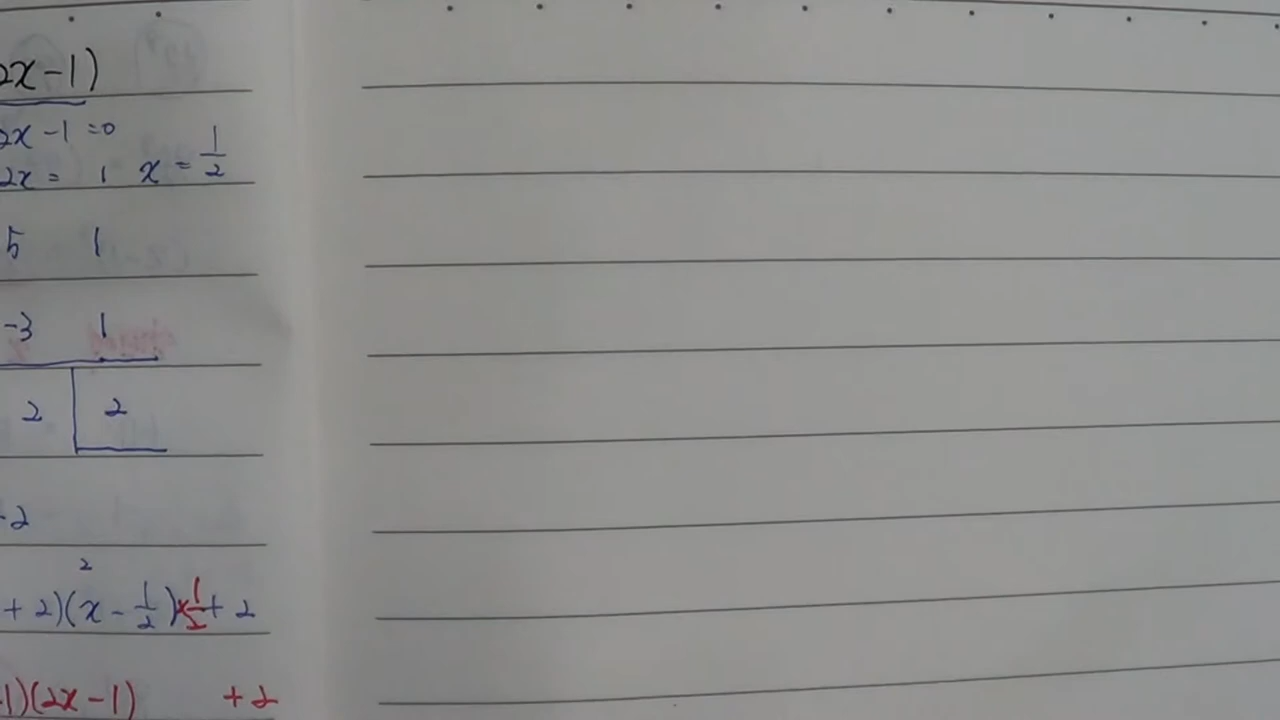 2x-1)
2x-1=0
2x= 1 x = 1/2
5 1
-3 1
2 2
-2
2
+ 2)(x - 1/2)×1/2+ 2
-1)(2x-1) +2